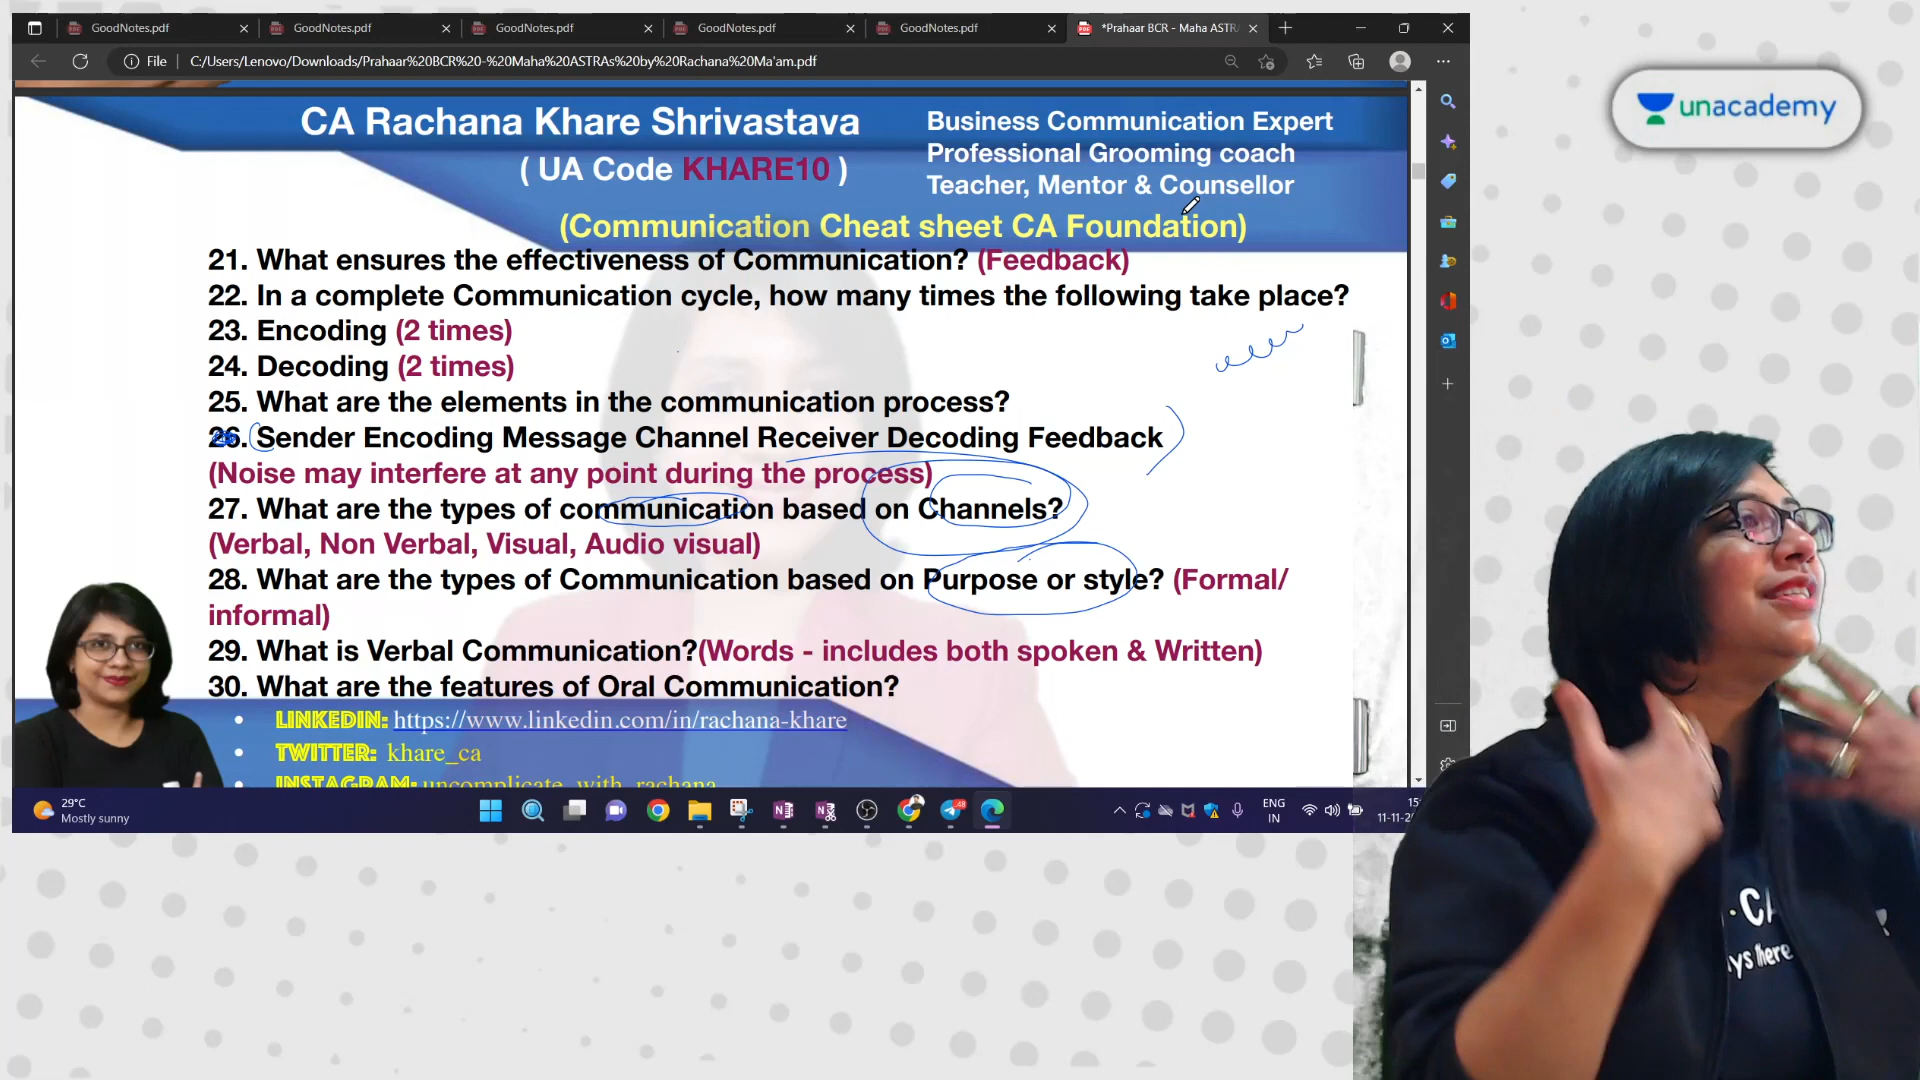 GoodNotes.pdf
GoodNotes.pdf
GoodNotes.pdf
GoodNotes.pdf
GoodNotes.pdf
*Prahaar BCR - Maha ASTR
File
C:/Users/Lenovo/Downloads/Prahaar%20BCR%20-%20Maha%20ASTRAs%20by%20Rachana%20Ma'am.pdf
unacademy
CA Rachana Khare Shrivastava
( UA Code KHARE10 )
Business Communication Expert
Professional Grooming coach
Teacher, Mentor & Counsellor
(Communication Cheat sheet CA Foundation)
21. What ensures the effectiveness of Communication? (Feedback)
22. In a complete Communication cycle, how many times the following take place?
23. Encoding (2 times)
24. Decoding (2 times)
25. What are the elements in the communication process?
26. Sender Encoding Message Channel Receiver Decoding Feedback
(Noise may interfere at any point during the process)
27. What are the types of communication based on Channels?
(Verbal, Non Verbal, Visual, Audio visual)
28. What are the types of Communication based on Purpose or style? (Formal/
informal)
29. What is Verbal Communication?(Words - includes both spoken & Written)
30. What are the features of Oral Communication?
• LINKEDIN: https://www.linkedin.com/in/rachana-khare
• TWITTER: khare_ca
INSTAGRAM: uncomplicate_with_rachana
29°C
Mostly sunny
48
ENG
IN
15
11-11-2